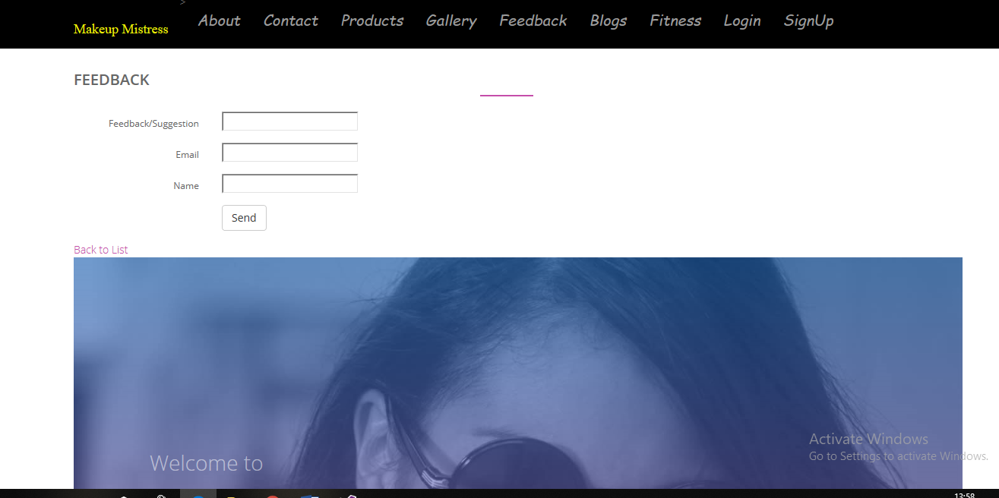 >
Makeup Mistress About Contact Products Gallery Feedback Blogs Fitness Login SignUp
FEEDBACK
Feedback/Suggestion
Email
Name
Send
Back to List
Welcome to
Activate Windows
Go to Settings to activate Windows.
13:58